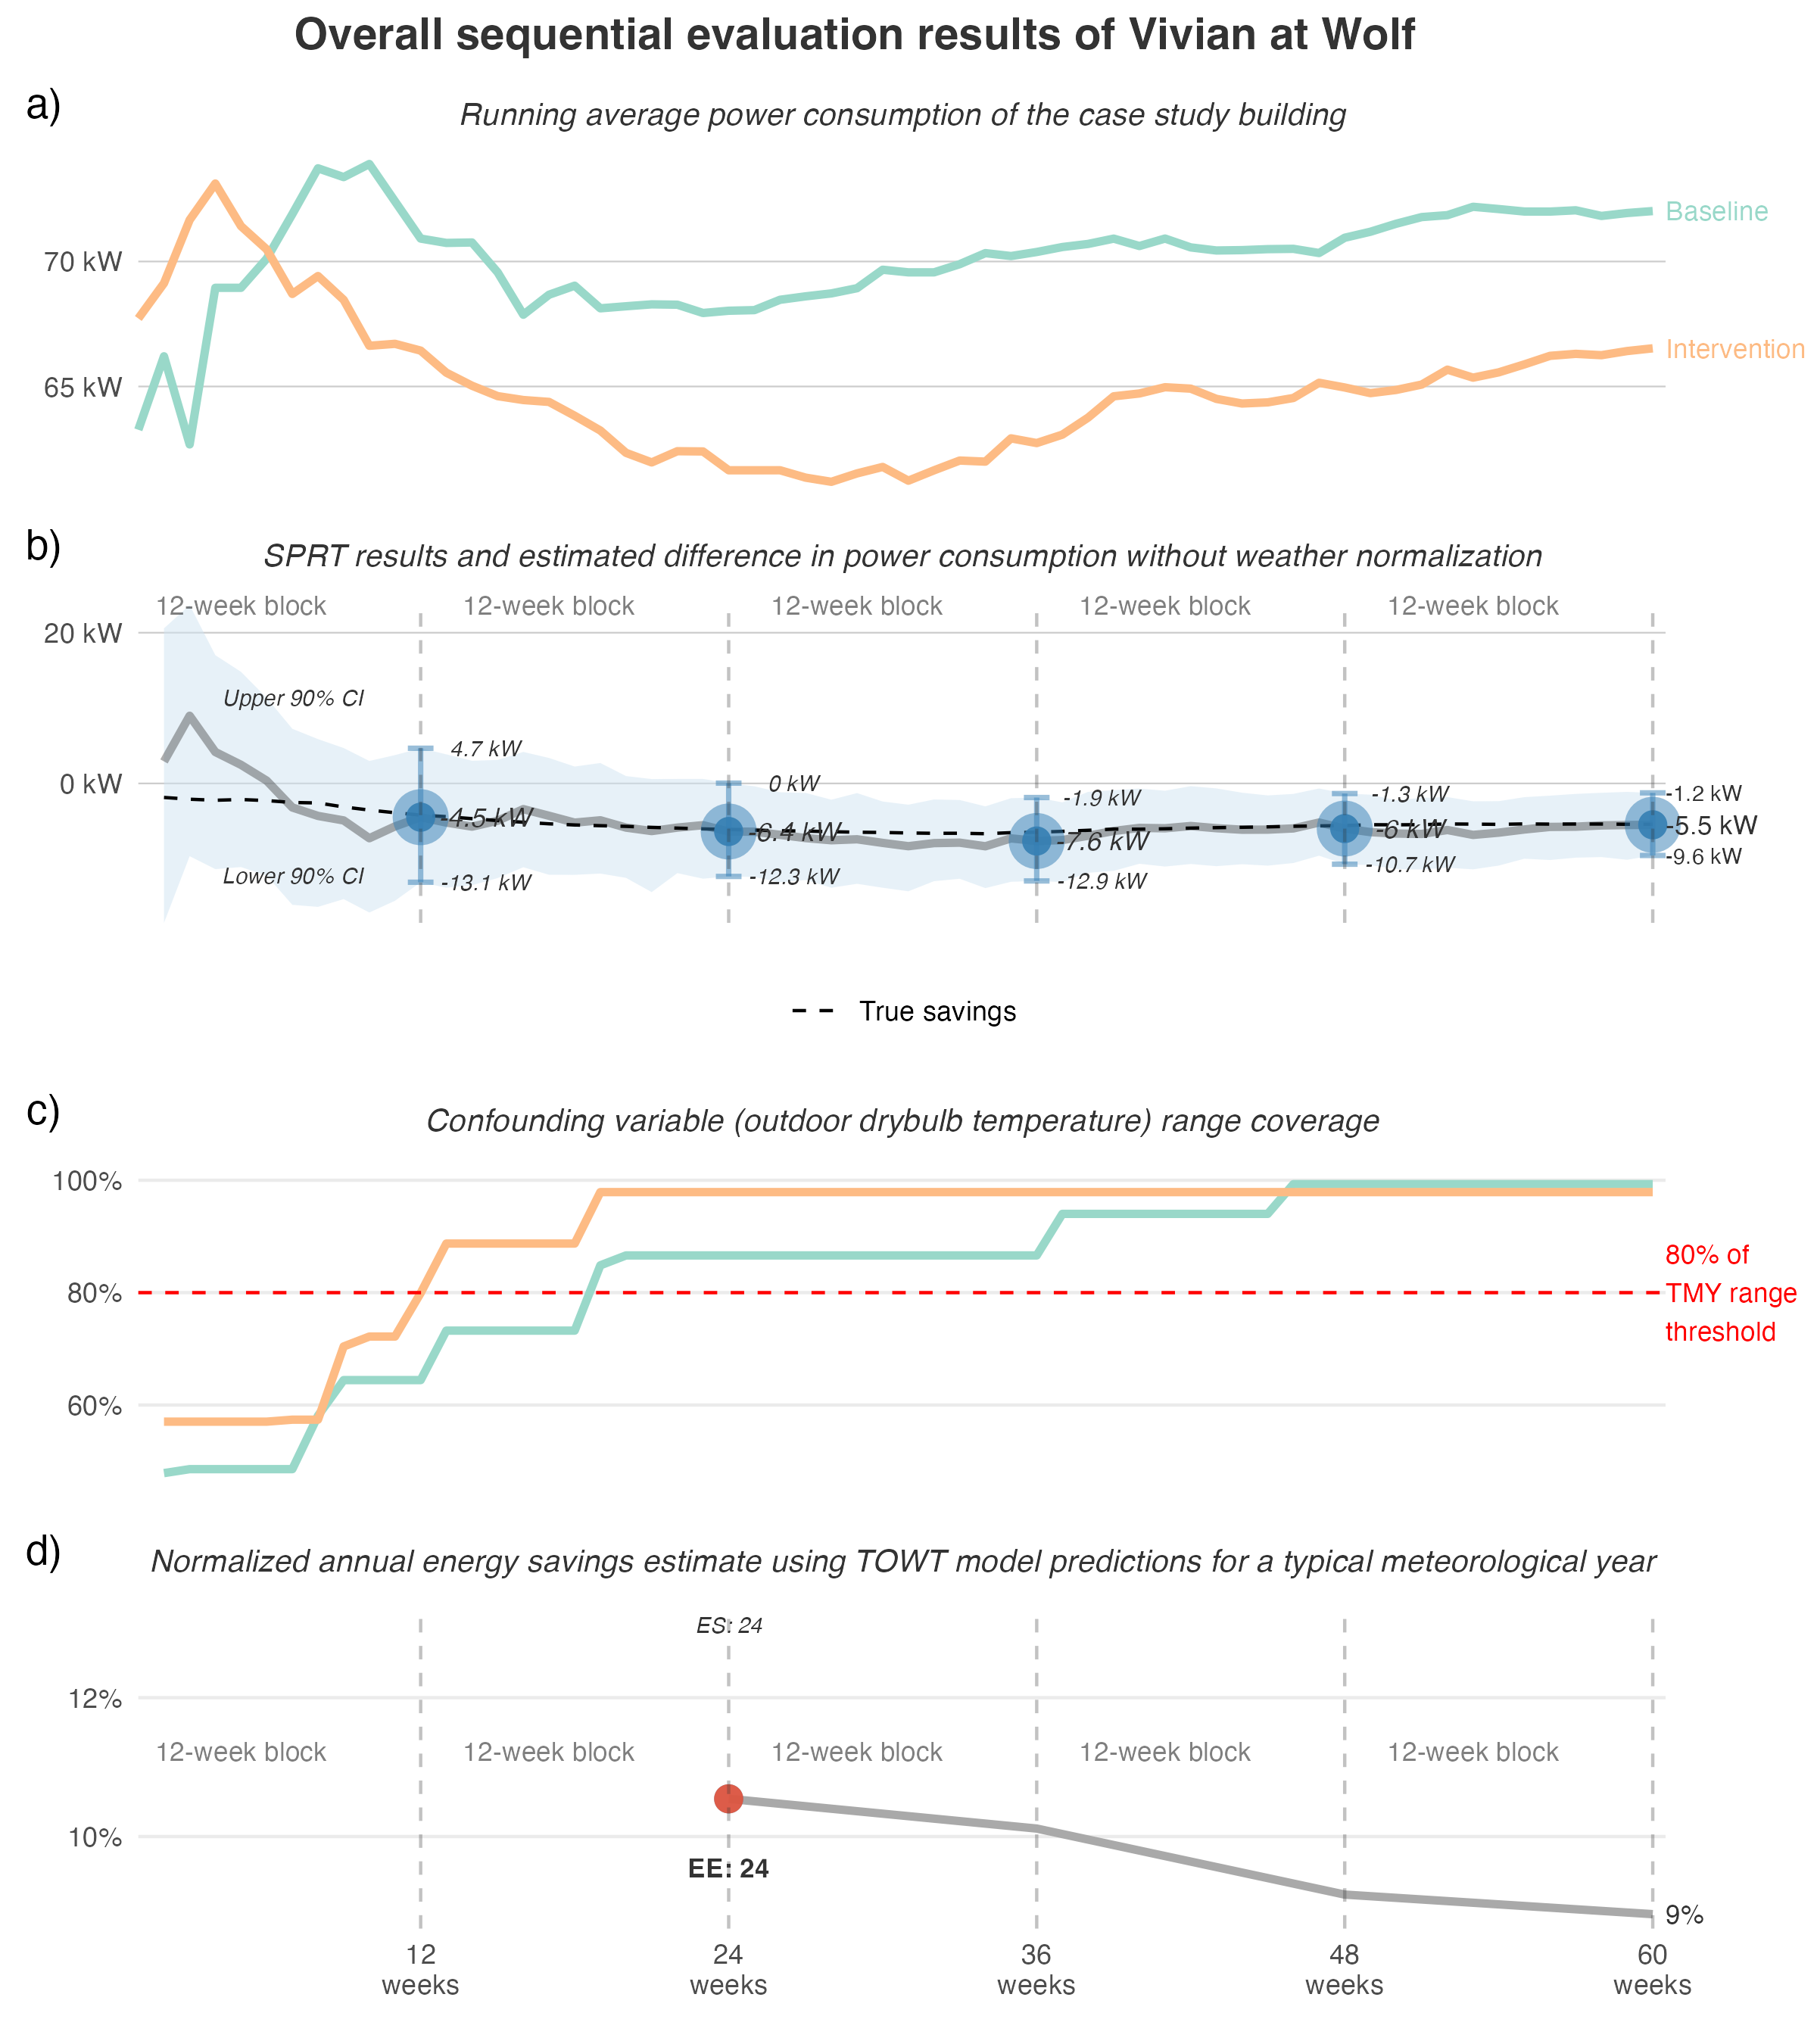 Overall sequential evaluation results of Vivian at Wolf
a)
Running average power consumption of the case study building
Baseline
70 kW
Intervention
65 kW
b)
SPRT results and estimated difference in power consumption without weather normalization
12-week block 12-week block 12-week block 12-week block 12-week block
20 kW
Upper 90% CI
4.7 kW
0 kW
0 kW
-1.9 kW
-1.3 kW
-1.2 kW
-4.5 kW
-6.4 kW
-7.6 kW
-6 kW
-5.5 kW
Lower 90% CI
-13.1 kW
-12.3 kW
-12.9 kW
-10.7 kW
-9.6 kW
True savings
c)
Confounding variable (outdoor drybulb temperature) range coverage
100%
80%
60%
80% of
TMY range
threshold
d)
Normalized annual energy savings estimate using TOWT model predictions for a typical meteorological year
ES: 24
12%
12-week block 12-week block 12-week block 12-week block 12-week block
10%
EE: 24
9%
12 24 36 48 60
weeks weeks weeks weeks weeks